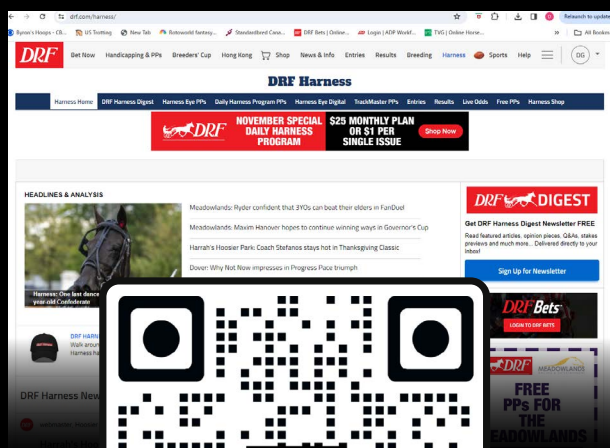 drf.com/harness/
Relaunch to update
Byron's Hoops - CB...
US Trotting
New Tab
Rotoworld fantasy...
Standardbred Cana...
DRF Bets | Online...
Login | ADP Workf...
TVG | Online Horse...
»
All Bookm
DRF
Bet Now
Handicapping & PPs
Breeders' Cup
Hong Kong
Shop
News & Info
Entries
Results
Breeding
Harness
Sports
Help
DG
DRF Harness
Harness Home
DRF Harness Digest
Harness Eye PPs
Daily Harness Program PPs
Harness Eye Digital
TrackMaster PPs
Entries
Results
Live Odds
Free PPs
Harness Shop
DRF
NOVEMBER SPECIAL
DAILY HARNESS
PROGRAM
$25 MONTHLY PLAN
OR $1 PER
SINGLE ISSUE
Shop Now
HEADLINES & ANALYSIS
Harness: One last dance
year-old Confederate
Meadowlands: Ryder confident that 3YOs can beat their elders in FanDuel
Meadowlands: Maxim Hanover hopes to continue winning ways in Governor's Cup
Harrah's Hoosier Park: Coach Stefanos stays hot in Thanksgiving Classic
Dover: Why Not Now impresses in Progress Pace triumph
DRF DIGEST
Get DRF Harness Digest Newsletter FREE
Read featured articles, opinion pieces, Q&As, stakes
previews and much more... Delivered directly to your
Inbox!
Sign Up for Newsletter
DRF Bets
LOGIN TO DRF BETS
DRF HARN
Walk aroun
Harness ha
DRF Harness New
DRF
MEADOWLANDS
FREE
PPs FOR
THE
EADOWLANDS